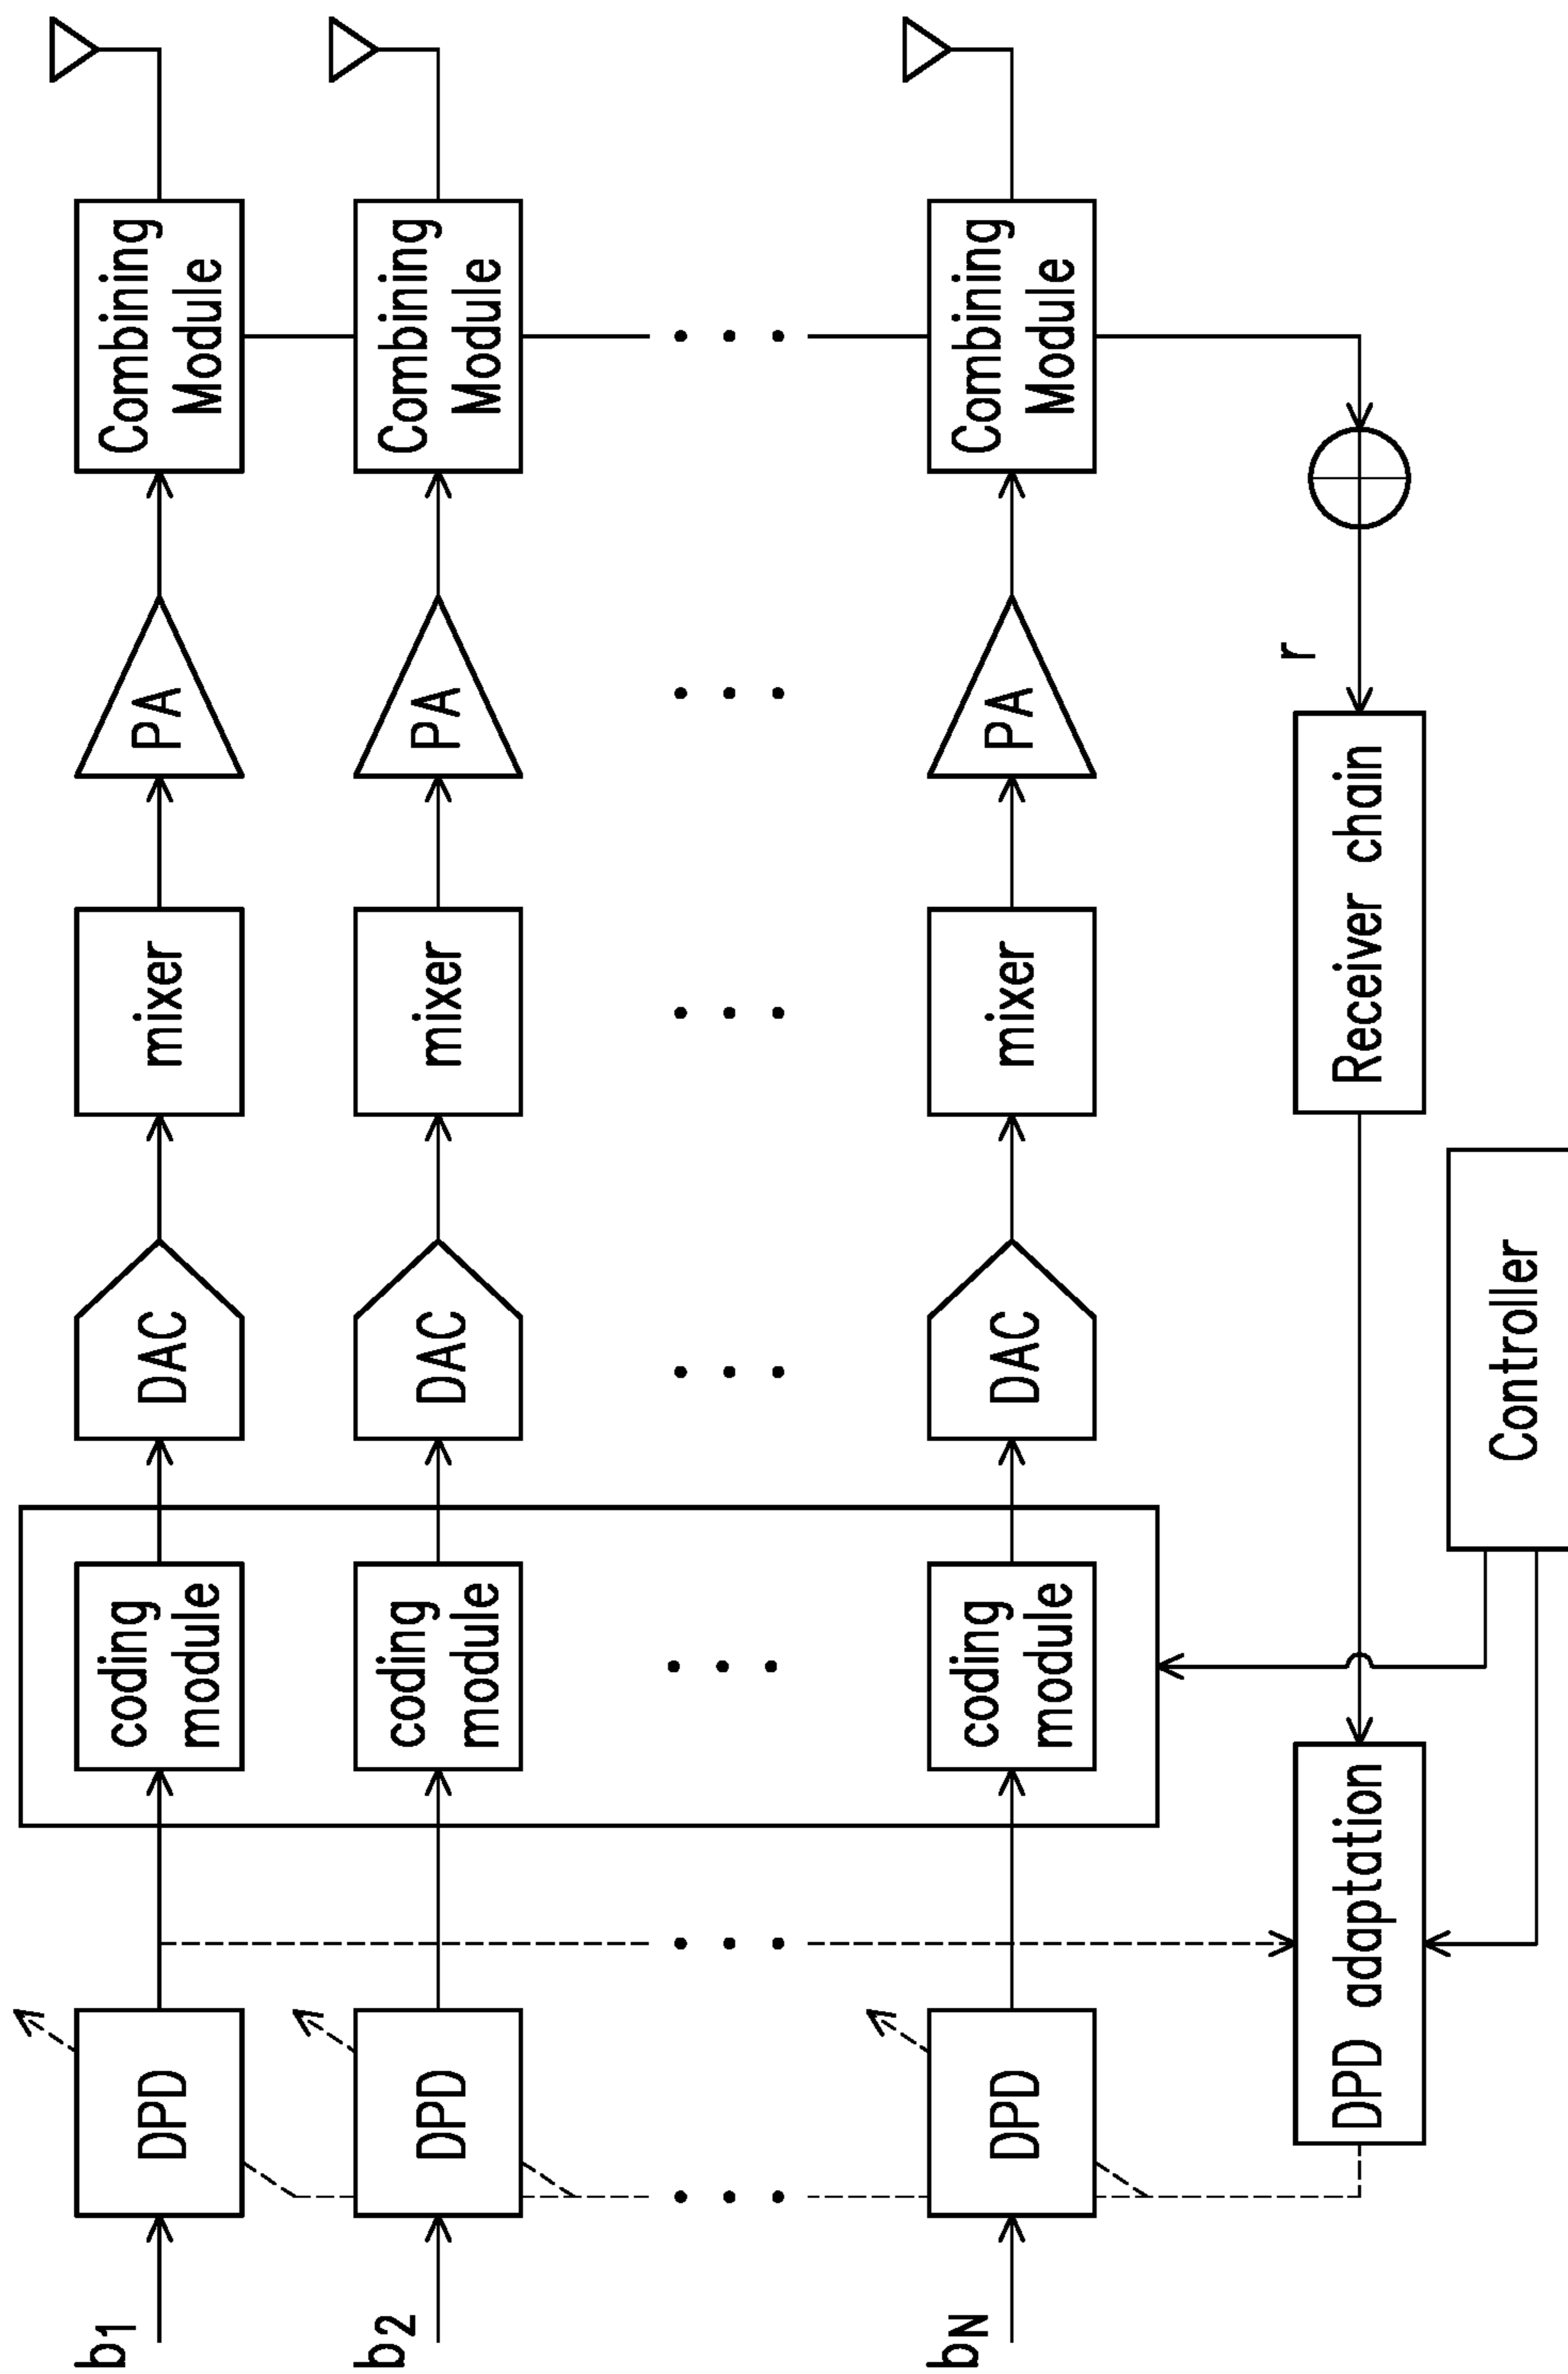 b1
DPD
coding
module
DAC
mixer
PA
Combining
Module
b2
DPD
coding
module
DAC
mixer
PA
Combining
Module
bN
DPD
coding
module
DAC
mixer
PA
Combining
Module
DPD adaptation
Receiver chain
r
Controller